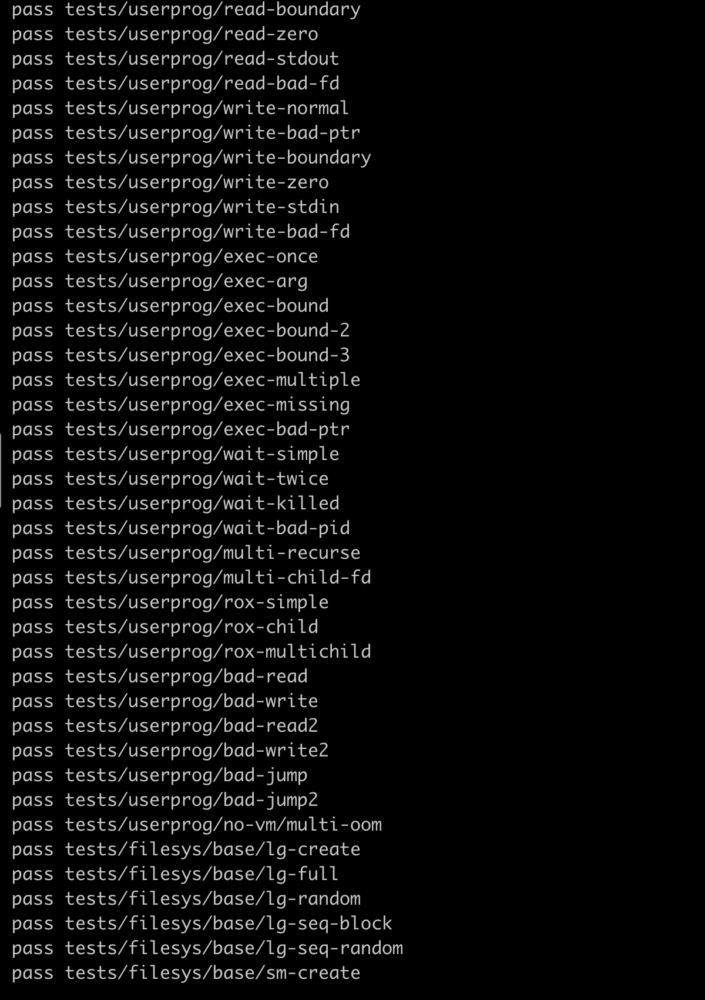 pass tests/userprog/read-boundary
pass tests/userprog/read-zero
pass tests/userprog/read-stdout
pass tests/userprog/read-bad-fd
pass tests/userprog/write-normal
pass tests/userprog/write-bad-ptr
pass tests/userprog/write-boundary
pass tests/userprog/write-zero
pass tests/userprog/write-stdin
pass tests/userprog/write-bad-fd
pass tests/userprog/exec-once
pass tests/userprog/exec-arg
pass tests/userprog/exec-bound
pass tests/userprog/exec-bound-2
pass tests/userprog/exec-bound-3
pass tests/userprog/exec-multiple
pass tests/userprog/exec-missing
pass tests/userprog/exec-bad-ptr
pass tests/userprog/wait-simple
pass tests/userprog/wait-twice
pass tests/userprog/wait-killed
pass tests/userprog/wait-bad-pid
pass tests/userprog/multi-recurse
pass tests/userprog/multi-child-fd
pass tests/userprog/rox-simple
pass tests/userprog/rox-child
pass tests/userprog/rox-multichild
pass tests/userprog/bad-read
pass tests/userprog/bad-write
pass tests/userprog/bad-read2
pass tests/userprog/bad-write2
pass tests/userprog/bad-jump
pass tests/userprog/bad-jump2
pass tests/userprog/no-vm/multi-oom
pass tests/filesys/base/lg-create
pass tests/filesys/base/lg-full
pass tests/filesys/base/lg-random
pass tests/filesys/base/lg-seq-block
pass tests/filesys/base/lg-seq-random
pass tests/filesys/base/sm-create